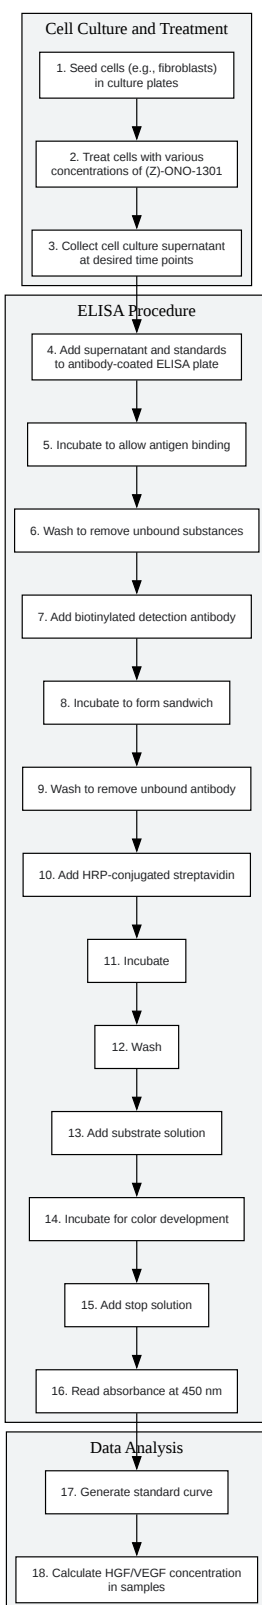 Cell Culture and Treatment
1. Seed cells (e.g., fibroblasts)
in culture plates
2. Treat cells with various
concentrations of (Z)-ONO-1301
3. Collect cell culture supernatant
at desired time points
ELISA Procedure
4. Add supernatant and standards
to antibody-coated ELISA plate
5. Incubate to allow antigen binding
6. Wash to remove unbound substances
7. Add biotinylated detection antibody
8. Incubate to form sandwich
9. Wash to remove unbound antibody
10. Add HRP-conjugated streptavidin
11. Incubate
12. Wash
13. Add substrate solution
14. Incubate for color development
15. Add stop solution
16. Read absorbance at 450 nm
Data Analysis
17. Generate standard curve
18. Calculate HGF/VEGF concentration
in samples